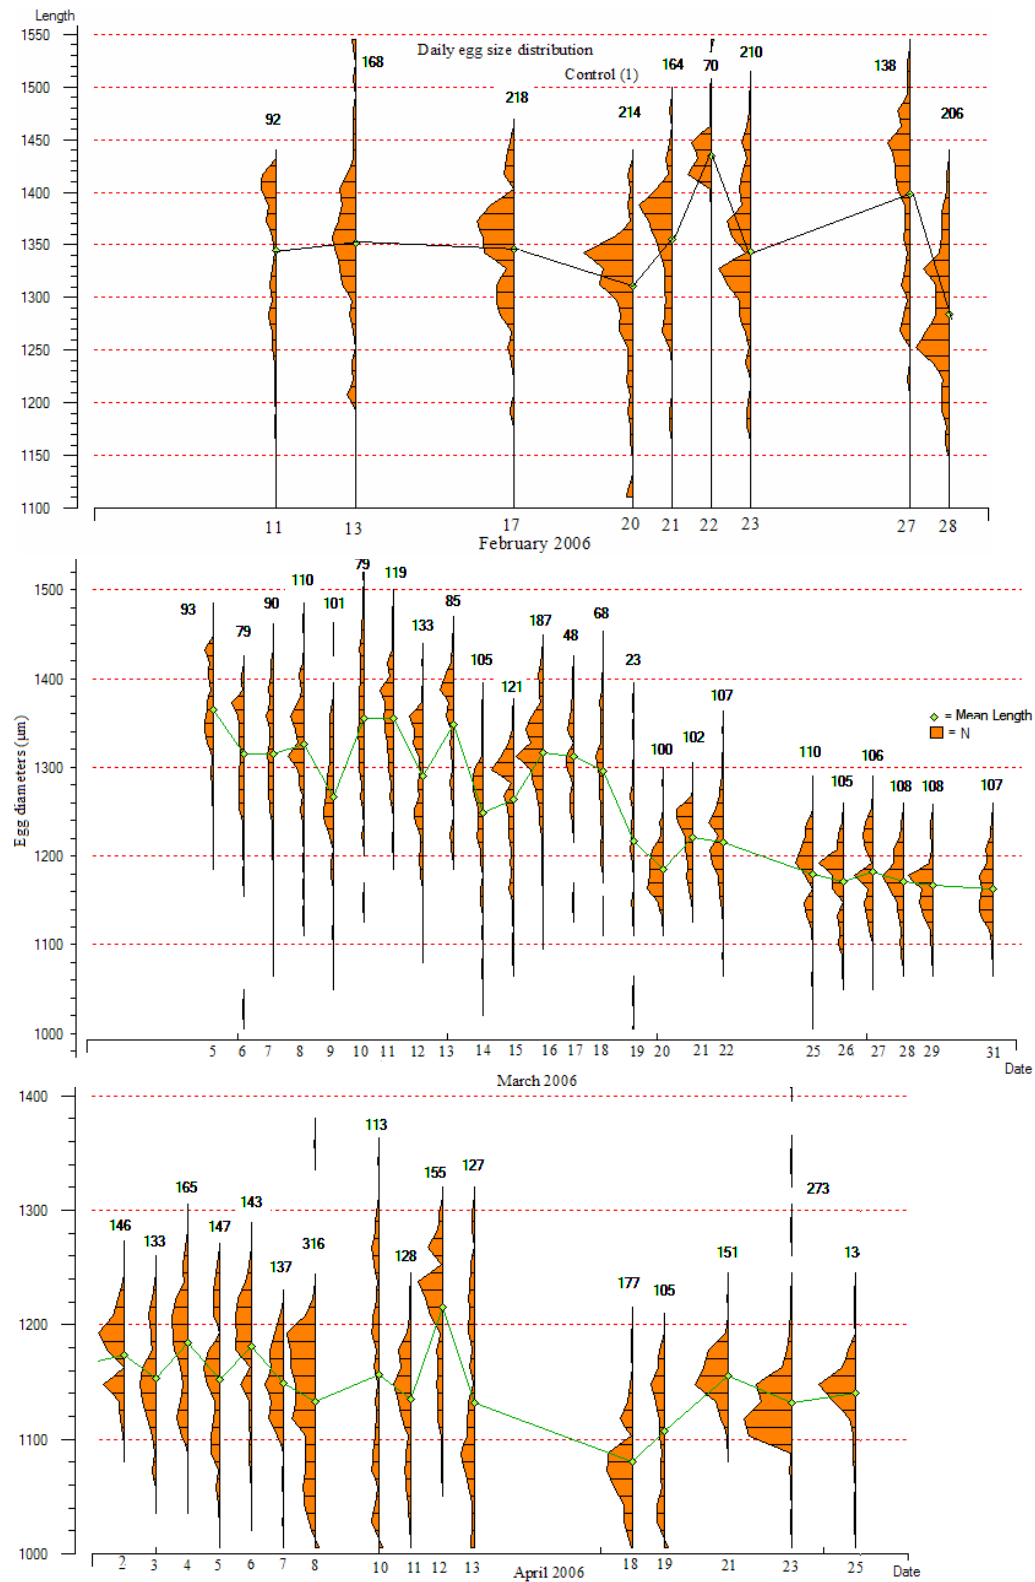 Length
1550
Daily egg size distribution
168
Control (1)
164
70
210
138
1500
92
218
214
206
1450
1400
1350
1300
1250
1200
1150
1100
11 13 17 20 21 22 23 27 28
February 2006
Egg diameters (µm)
1500
93 79 90 110 101 79 119 133 85 105 121 187 48 68 23 100 102 107 110 105 106 108 108 107
1400
= Mean Length
= N
1300
1200
1100
1000
5 6 7 8 9 10 11 12 13 14 15 16 17 18 19 20 21 22 25 26 27 28 29 31
Date
March 2006
1400
146 133 165 147 143 137 316 113 128 155 127 177 105 151 273 13
1300
1200
1100
1000
2 3 4 5 6 7 8 10 11 12 13 18 19 21 23 25
Date
April 2006